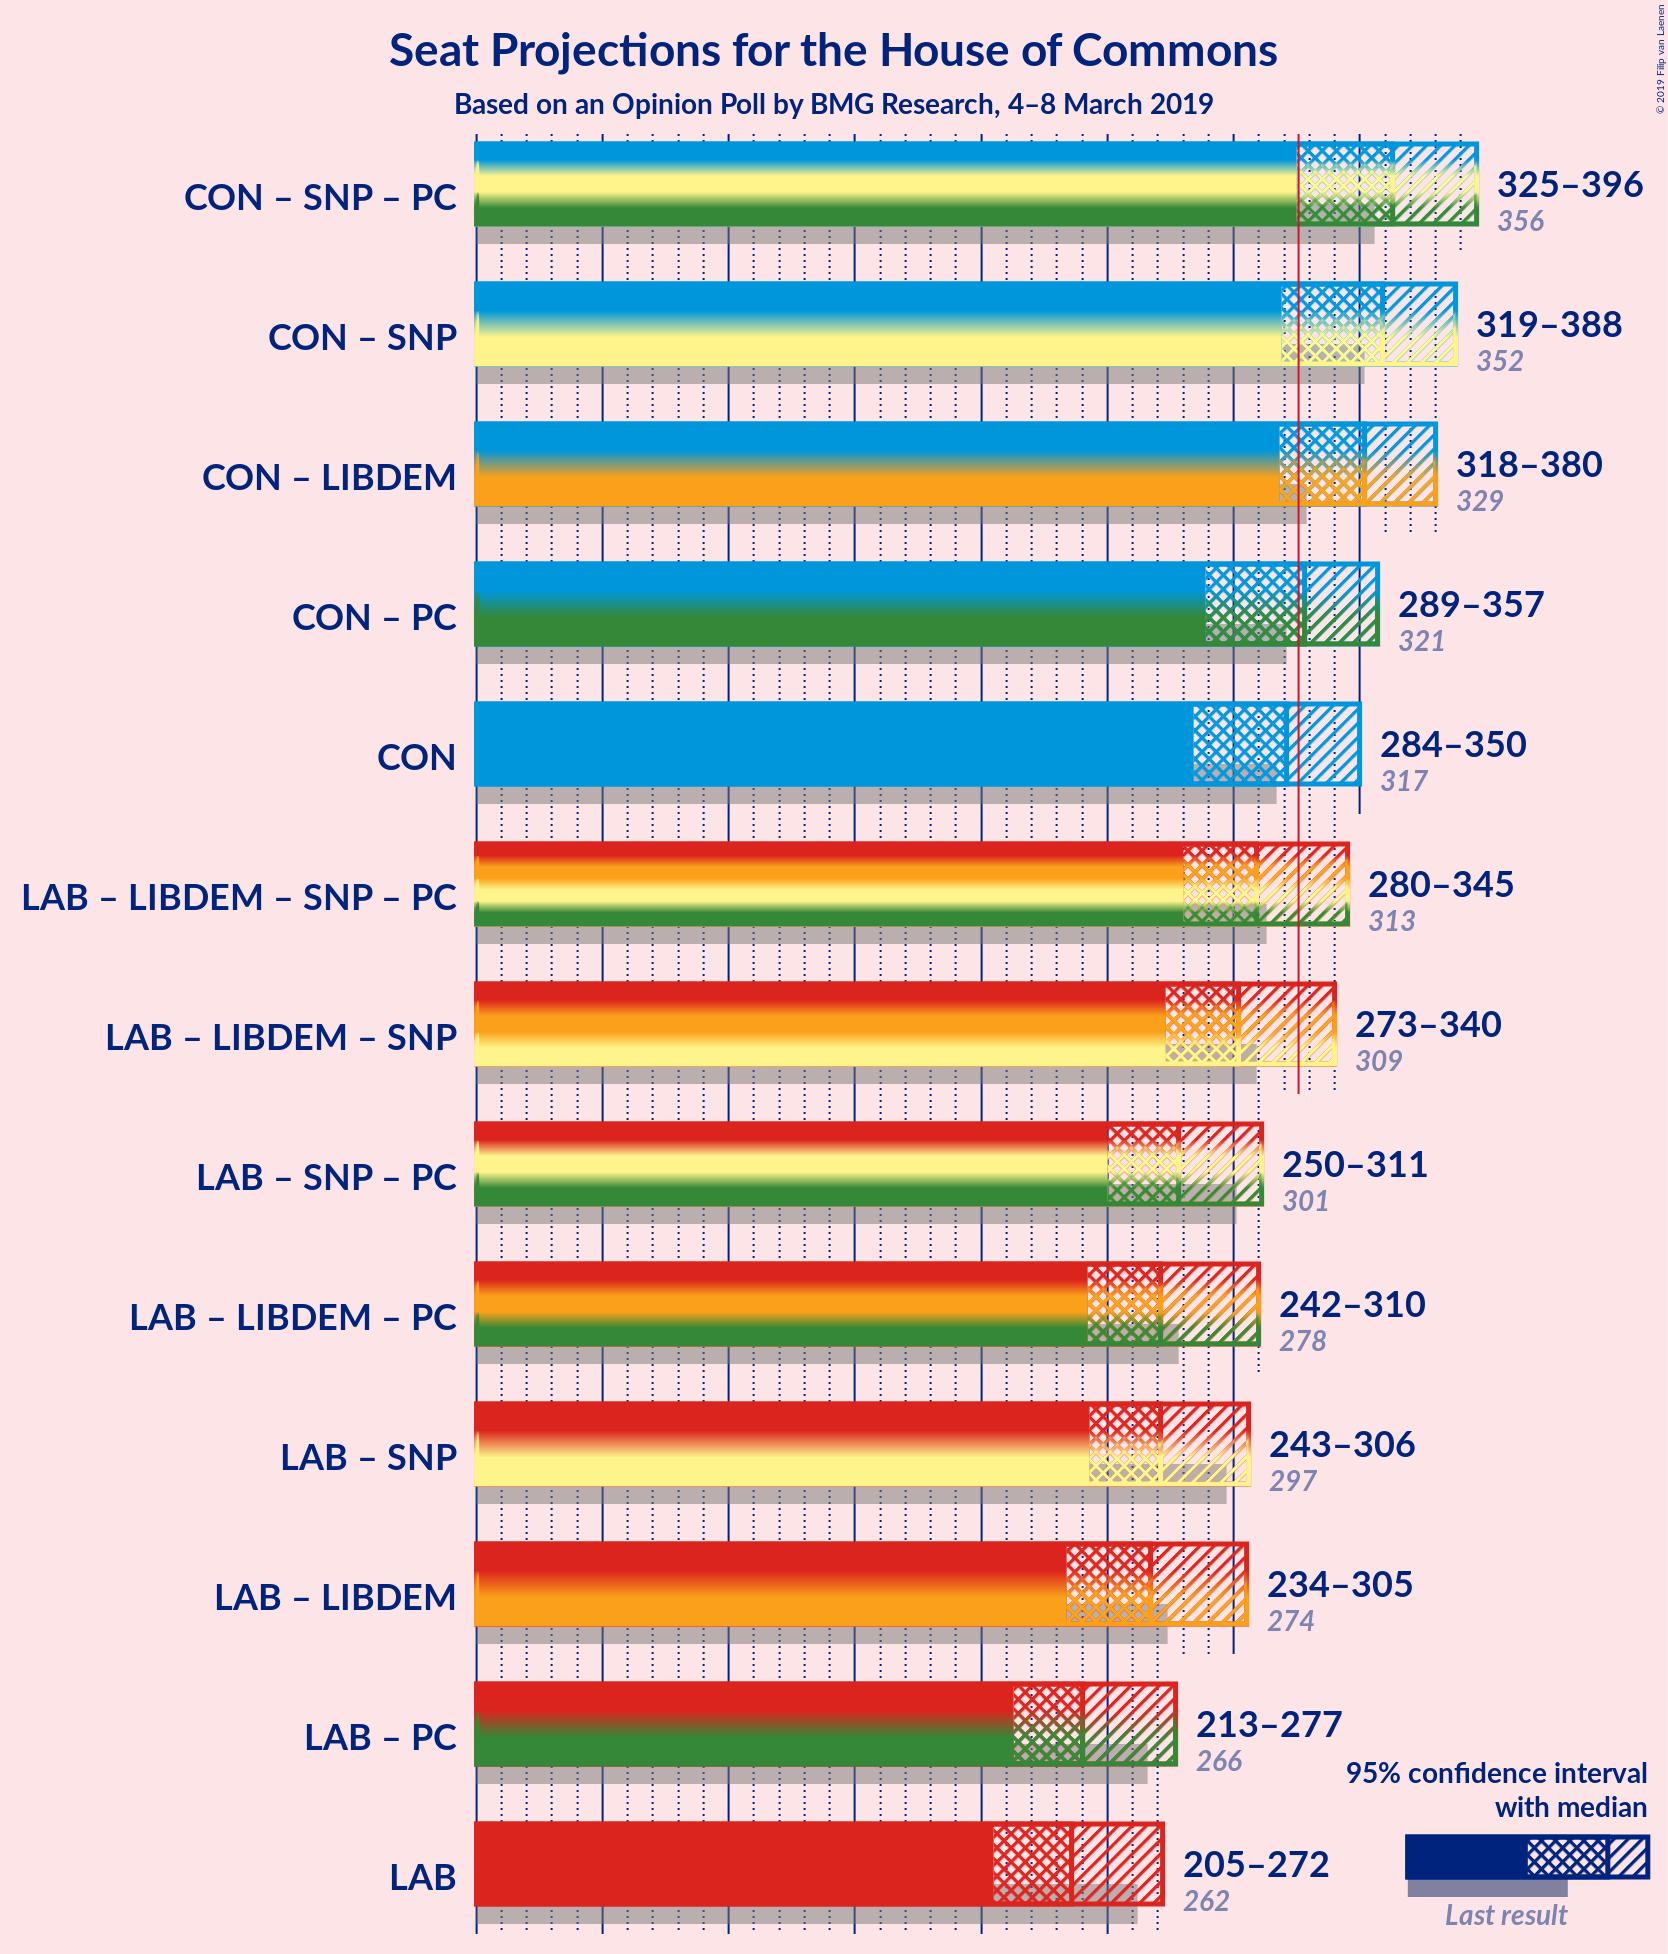 Seat Projections for the House of Commons
Based on an Opinion Poll by BMG Research, 4–8 March 2019
© 2019 Filip van Laenen
CON – SNP – PC
325–396
356
CON – SNP
319–388
352
CON – LIBDEM
318–380
329
CON – PC
289–357
321
CON
284–350
317
LAB – LIBDEM – SNP – PC
280–345
313
LAB – LIBDEM – SNP
273–340
309
LAB – SNP – PC
250–311
301
LAB – LIBDEM – PC
242–310
278
LAB – SNP
243–306
297
LAB – LIBDEM
234–305
274
LAB – PC
213–277
266
LAB
205–272
262
95% confidence interval
with median
Last result